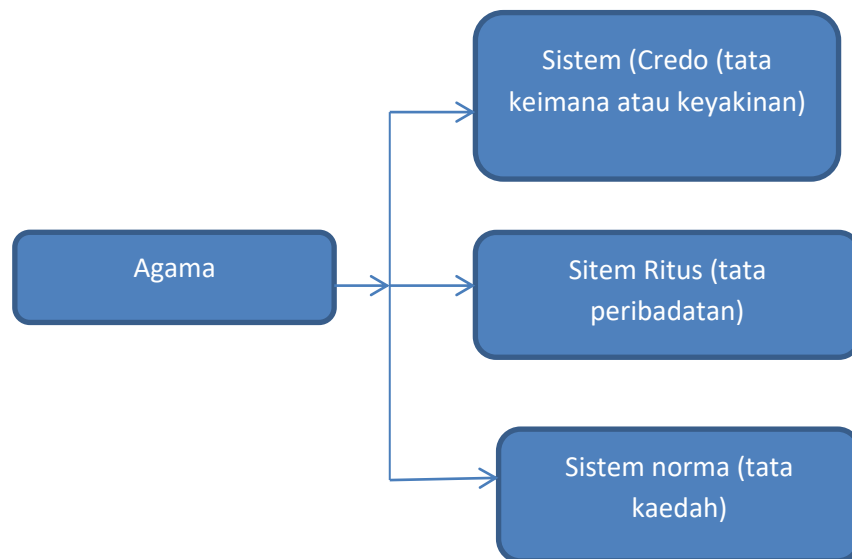 Sistem (Credo (tata
keimana atau keyakinan)
Agama
Sitem Ritus (tata
peribadatan)
Sistem norma (tata
kaedah)